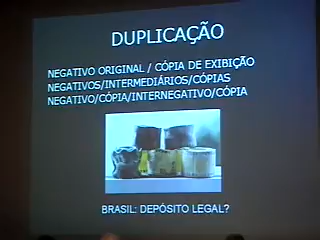 DUPLICAÇÃO
NEGATIVO ORIGINAL / CÓPIA DE EXIBIÇÃO
NEGATIVOS/INTERMEDIÁRIOS/CÓPIAS
NEGATIVO/CÓPIA/INTERNEGATIVO/CÓPIA
BRASIL: DEPÓSITO LEGAL?